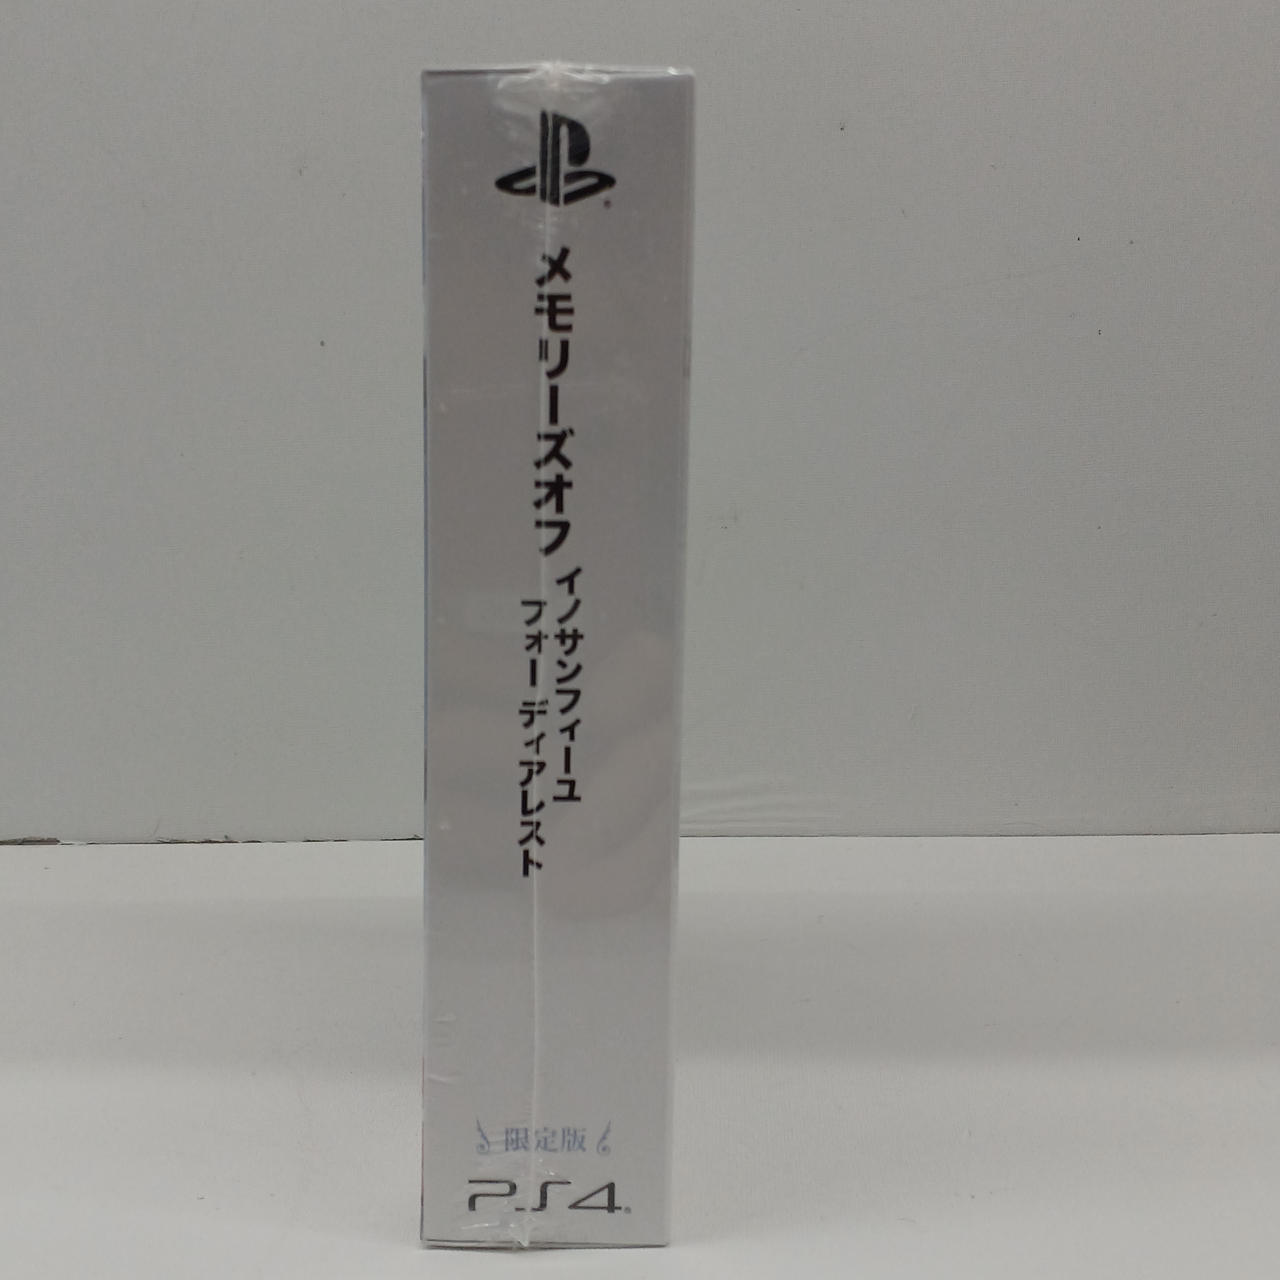 メモリーズオフ
イノサンフィーユ
フォーディアレスト
限定版
PS4